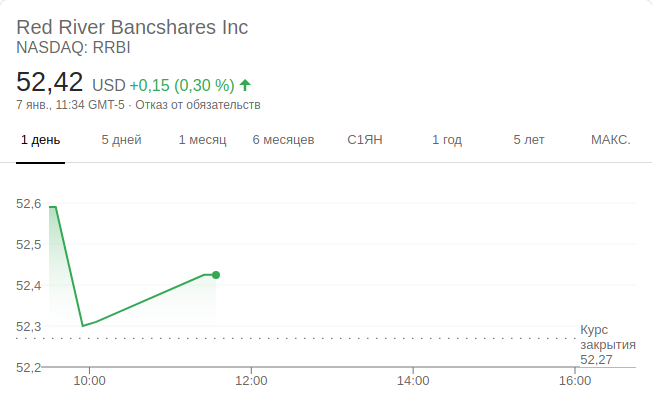 Red River Bancshares Inc
NASDAQ: RRBI
52,42 USD +0,15 (0,30 %)
7 янв., 11:34 GMT-5 · Отказ от обязательств
1 день 5 дней 1 месяц 6 месяцев С1ЯН 1 год 5 лет МАКС.
52,6
52,5
52,4
52,3
52,2
Курс
закрытия
52,27
10:00 12:00 14:00 16:00